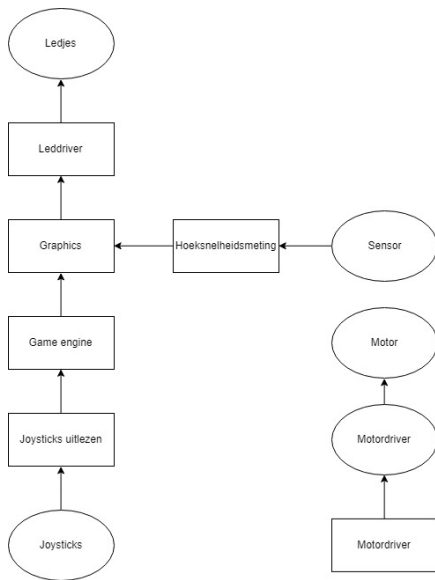 Ledjes
Leddriver
Graphics
Hoeksnelheidsmeting
Sensor
Game engine
Motor
Joysticks uitlezen
Motordriver
Joysticks
Motordriver